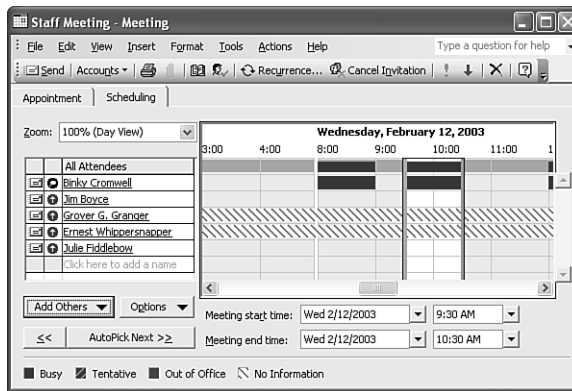 Staff Meeting - Meeting
File Edit View Insert Format Tools Actions Help Type a question for help
Send Accounts Recurrence... Cancel Invitation
Appointment Scheduling
Zoom: 100% (Day View)
Wednesday, February 12, 2003
3:00 4:00 8:00 9:00 10:00 11:00 1
All Attendees
Binky Cromwell
Jim Boyce
Grover G. Granger
Ernest Whippersnapper
Julie Fiddlebow
Click here to add a name
Add Others Options
Meeting start time: Wed 2/12/2003 9:30 AM
<< AutoPick Next >>
Meeting end time: Wed 2/12/2003 10:30 AM
Busy Tentative Out of Office No Information